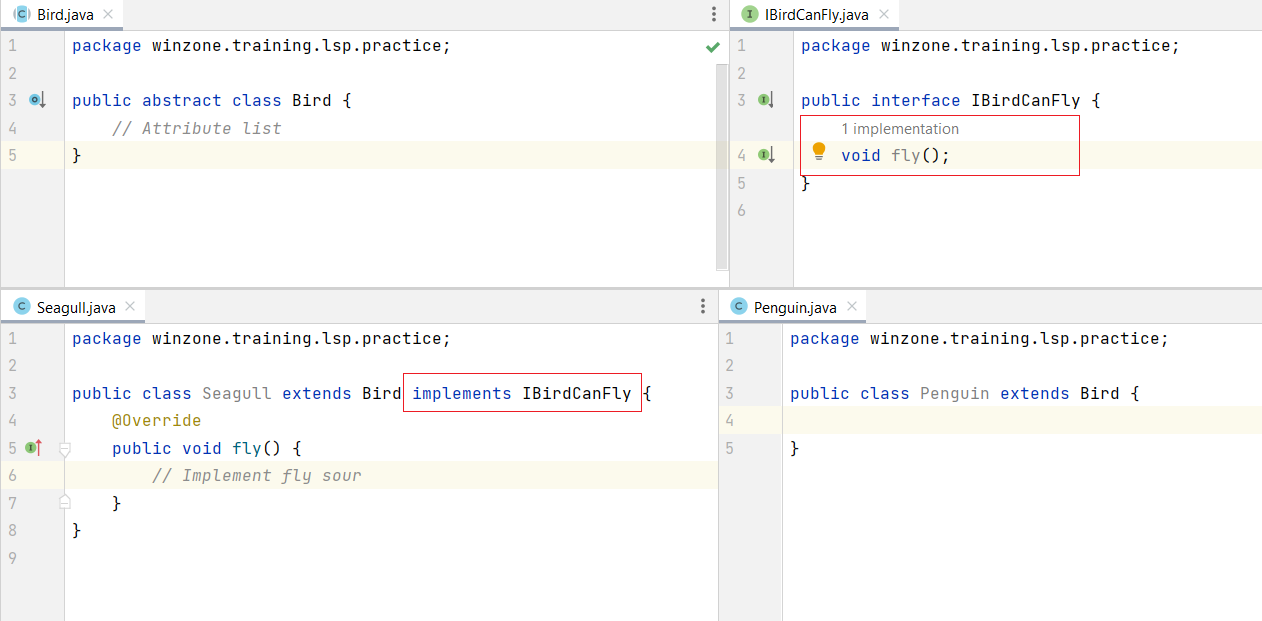 Bird.java
1 package winzone.training.lsp.practice;
2
3 public abstract class Bird {
4 // Attribute list
5 }
IBirdCanFly.java
1 package winzone.training.lsp.practice;
2
3 public interface IBirdCanFly {
1 implementation
4 void fly();
5 }
6
Seagull.java
1 package winzone.training.lsp.practice;
2
3 public class Seagull extends Bird implements IBirdCanFly {
4 @Override
5 public void fly() {
6 // Implement fly sour
7 }
8 }
9
Penguin.java
1 package winzone.training.lsp.practice;
2
3 public class Penguin extends Bird {
4
5 }